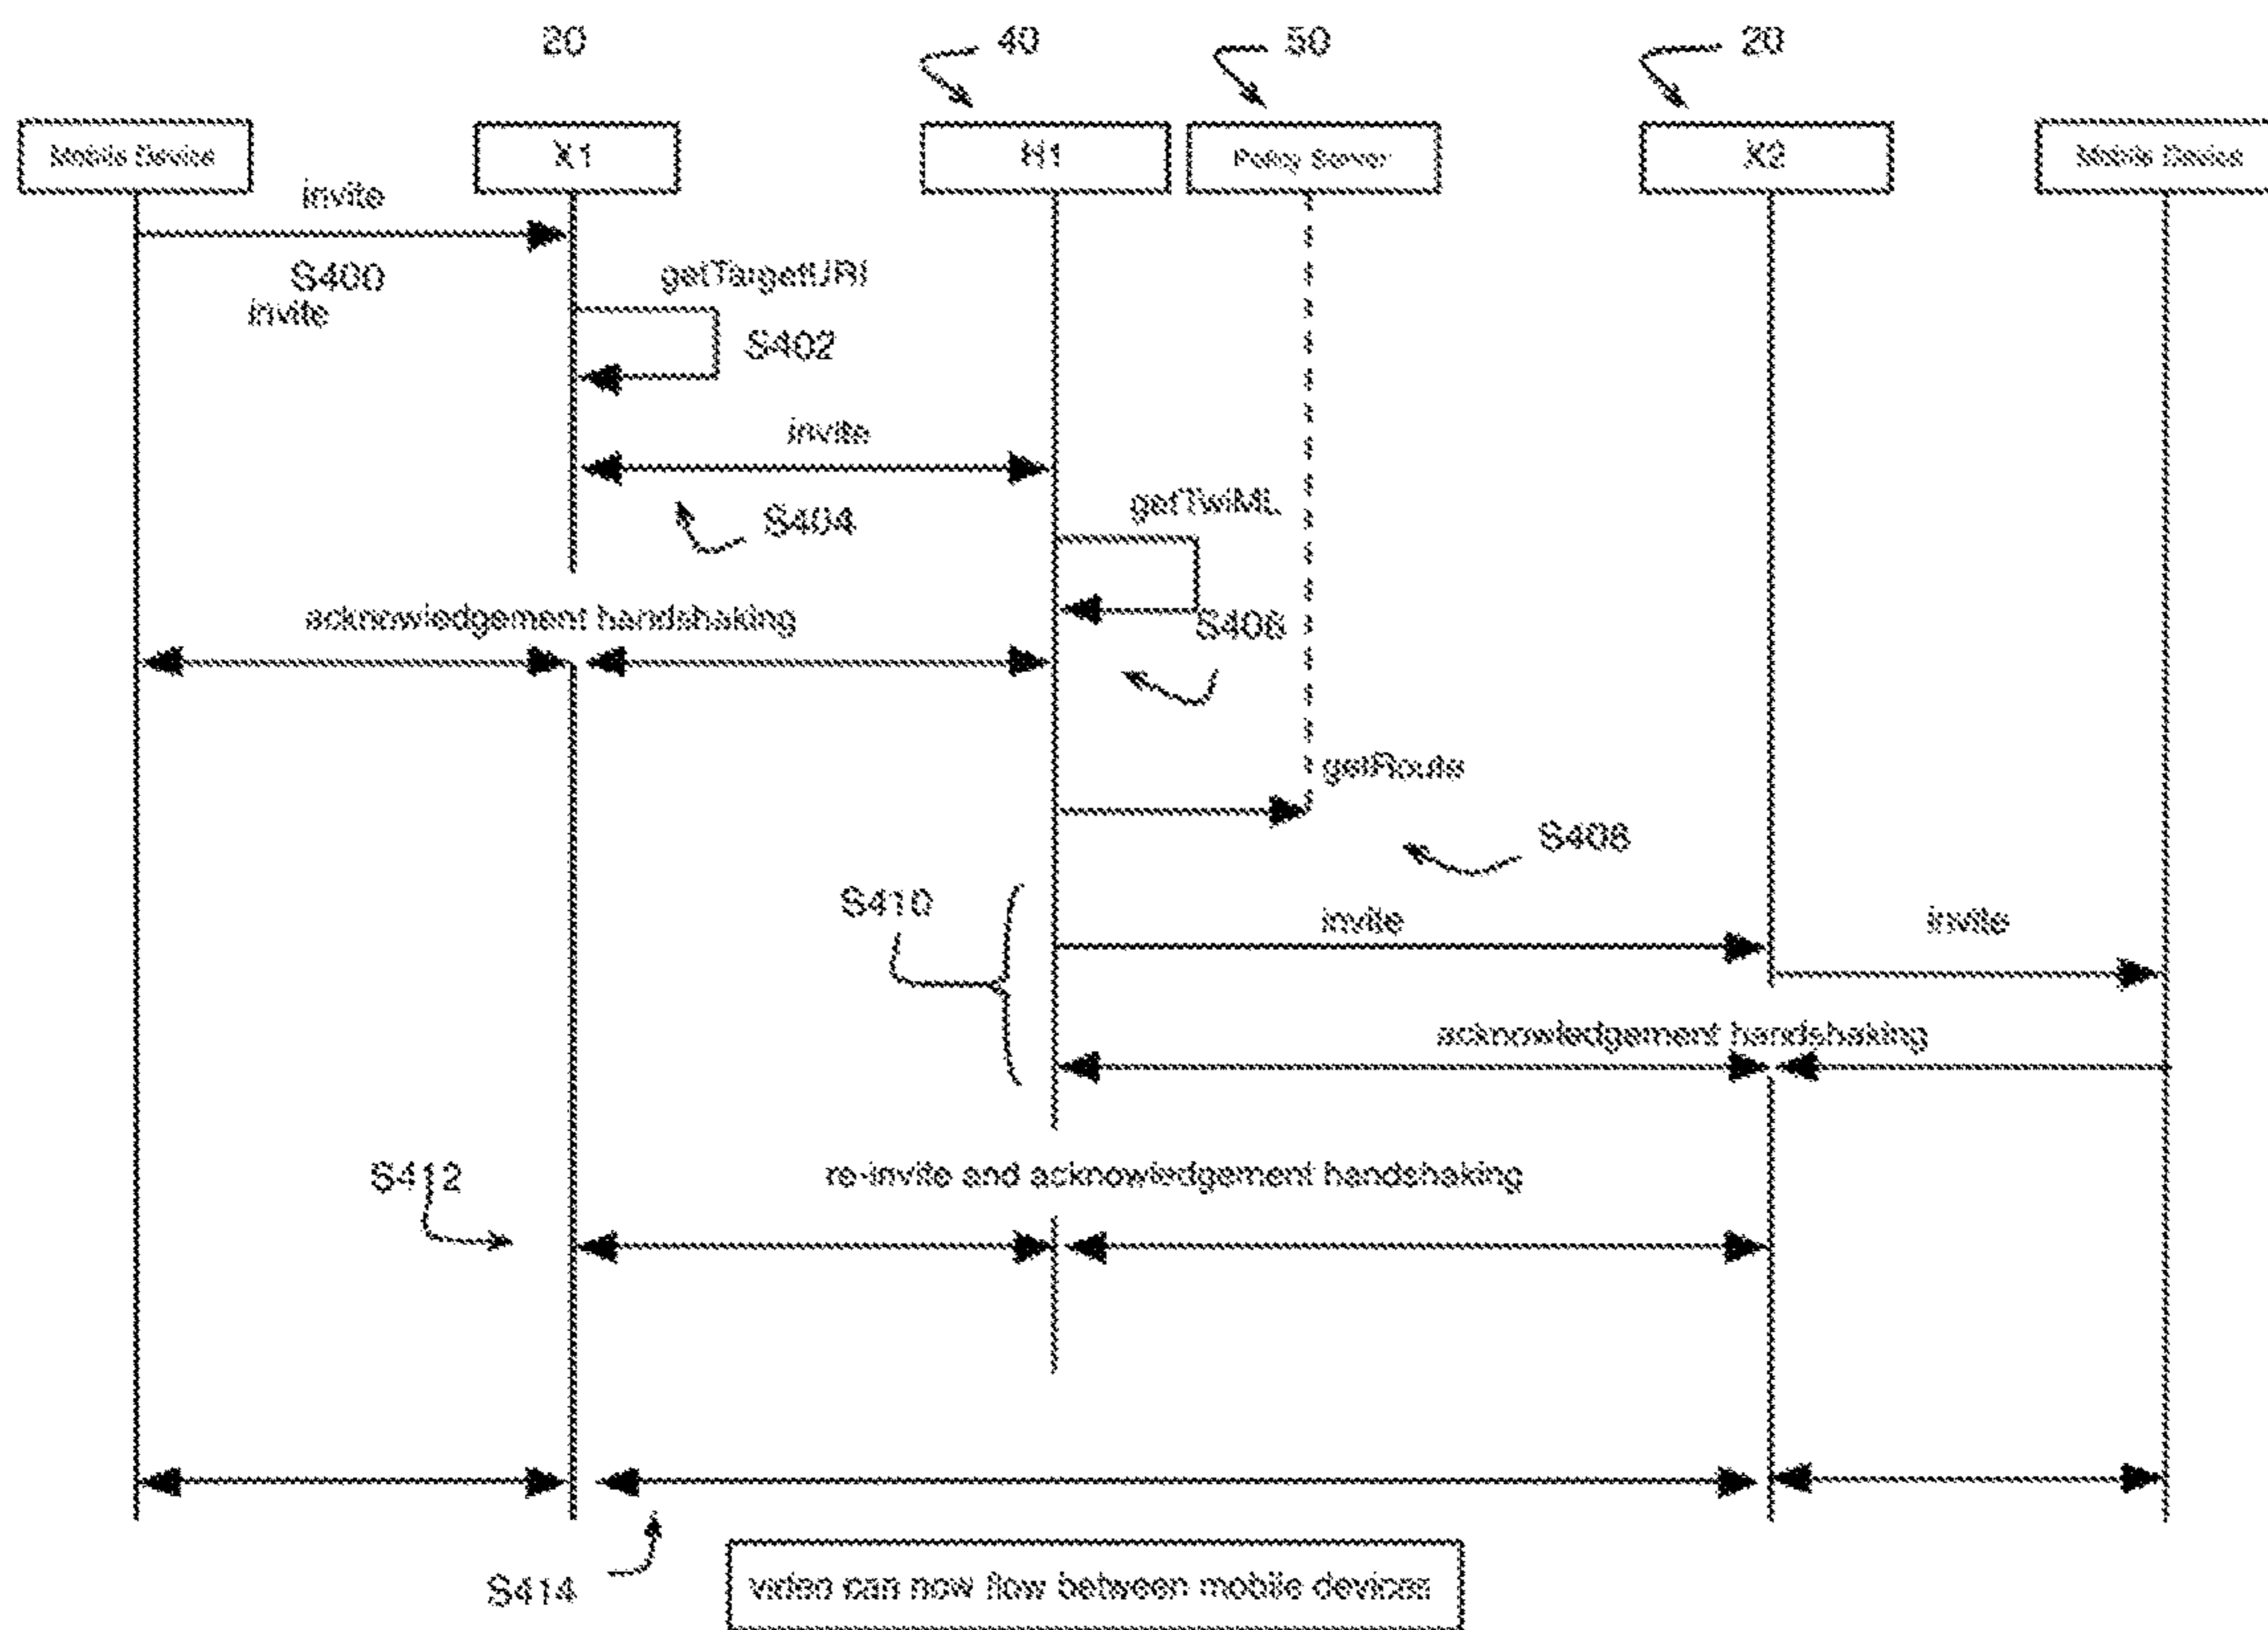 20
40
50
20
Mobile Device
X1
H1
Policy Server
X2
Mobile Device
invite
S400
invite
getTargetURI
S402
invite
S404
getTwiML
S406
acknowledgement handshaking
getRoute
S408
S410
invite
invite
acknowledgement handshaking
S412
re-invite and acknowledgement handshaking
S414
video can now flow between mobile devices